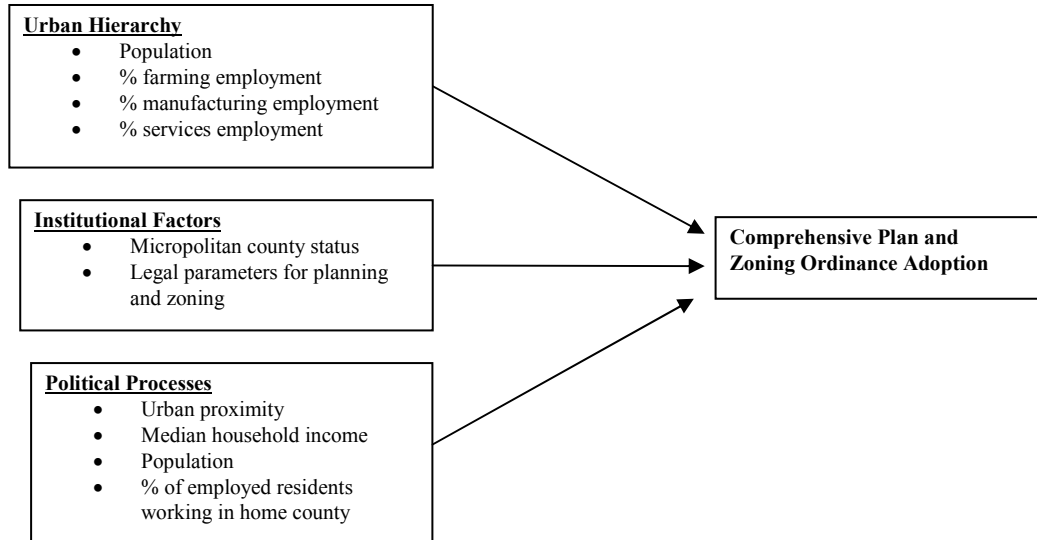 Urban Hierarchy
• Population
• % farming employment
• % manufacturing employment
• % services employment
Institutional Factors
• Micropolitan county status
• Legal parameters for planning
and zoning
Political Processes
• Urban proximity
• Median household income
• Population
• % of employed residents
working in home county
Comprehensive Plan and
Zoning Ordinance Adoption